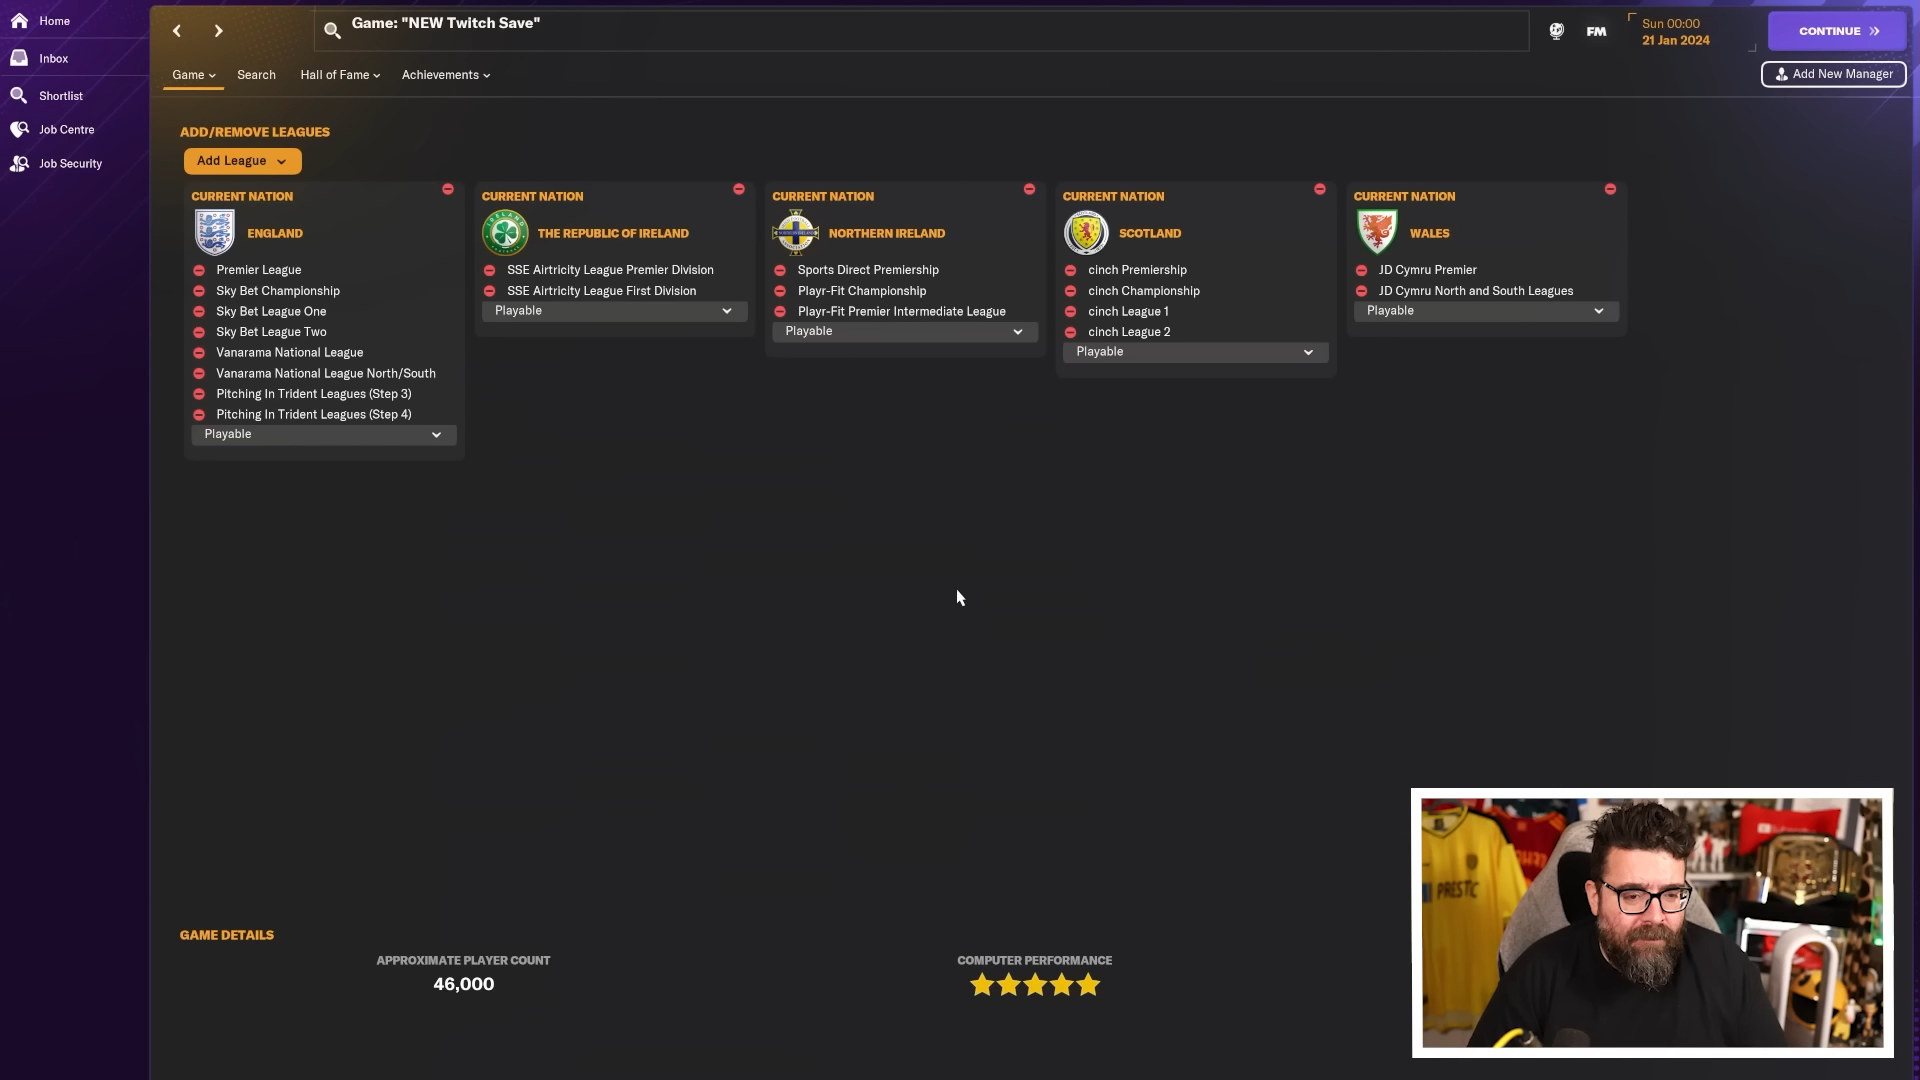 Home
Inbox
Shortlist
Job Centre
Job Security
Game: "NEW Twitch Save"
FM
Sun 00:00
21 Jan 2024
CONTINUE
Game
Search
Hall of Fame
Achievements
Add New Manager
ADD/REMOVE LEAGUES
Add League
CURRENT NATION
ENGLAND
Premier League
Sky Bet Championship
Sky Bet League One
Sky Bet League Two
Vanarama National League
Vanarama National League North/South
Pitching In Trident Leagues (Step 3)
Pitching In Trident Leagues (Step 4)
Playable
CURRENT NATION
THE REPUBLIC OF IRELAND
SSE Airtricity League Premier Division
SSE Airtricity League First Division
Playable
CURRENT NATION
NORTHERN IRELAND
Sports Direct Premiership
Playr-Fit Championship
Playr-Fit Premier Intermediate League
Playable
CURRENT NATION
SCOTLAND
cinch Premiership
cinch Championship
cinch League 1
cinch League 2
Playable
CURRENT NATION
WALES
JD Cymru Premier
JD Cymru North and South Leagues
Playable
GAME DETAILS
APPROXIMATE PLAYER COUNT
46,000
COMPUTER PERFORMANCE
PRESTC